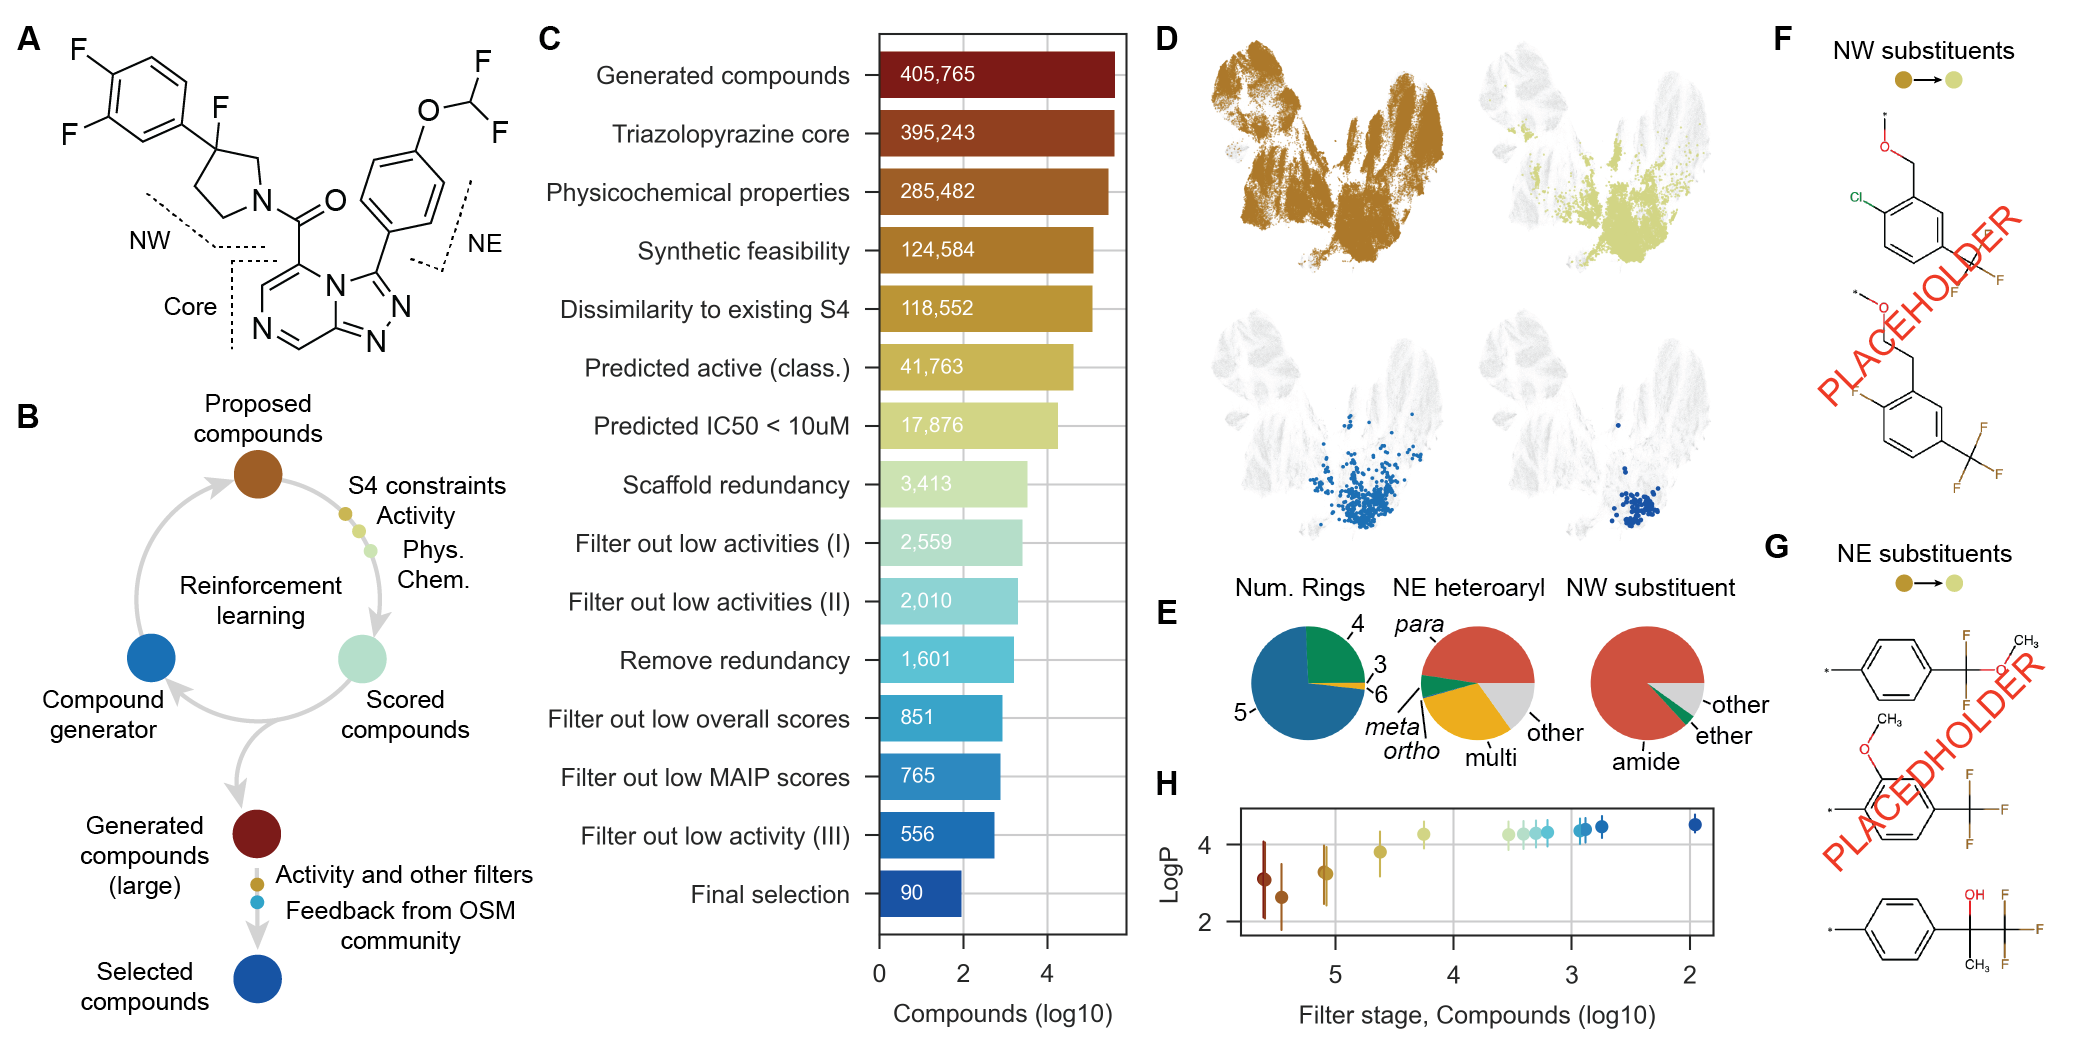 A
F
F
F
F
F
O
N
O
NW
NE
Core
N
N
N
N
B
Proposed
compounds
S4 constraints
Activity
Phys.
Chem.
Reinforcement
learning
Compound
generator
Scored
compounds
Generated
compounds
(large)
Activity and other filters
Feedback from OSM
community
Selected
compounds
C
Generated compounds 405,765
Triazolopyrazine core 395,243
Physicochemical properties 285,482
Synthetic feasibility 124,584
Dissimilarity to existing S4 118,552
Predicted active (class.) 41,763
Predicted IC50 < 10uM 17,876
Scaffold redundancy 3,413
Filter out low activities (I) 2,559
Filter out low activities (II) 2,010
Remove redundancy 1,601
Filter out low overall scores 851
Filter out low MAIP scores 765
Filter out low activity (III) 556
Final selection 90
0 2 4
Compounds (log10)
D
E
Num. Rings
4
3
6
5
NE heteroaryl
para
meta
ortho
multi
other
NW substituent
other
ether
amide
H
LogP
4
2
5 4 3 2
Filter stage, Compounds (log10)
F
NW substituents
*
O
Cl
F
F
F
PLACEHOLDER
*
O
F
F
F
F
G
NE substituents
*
F
F
O
CH₃
PLACEDHOLDER
CH₃
O
*
F
F
F
*
OH
CH₃
F
F
F